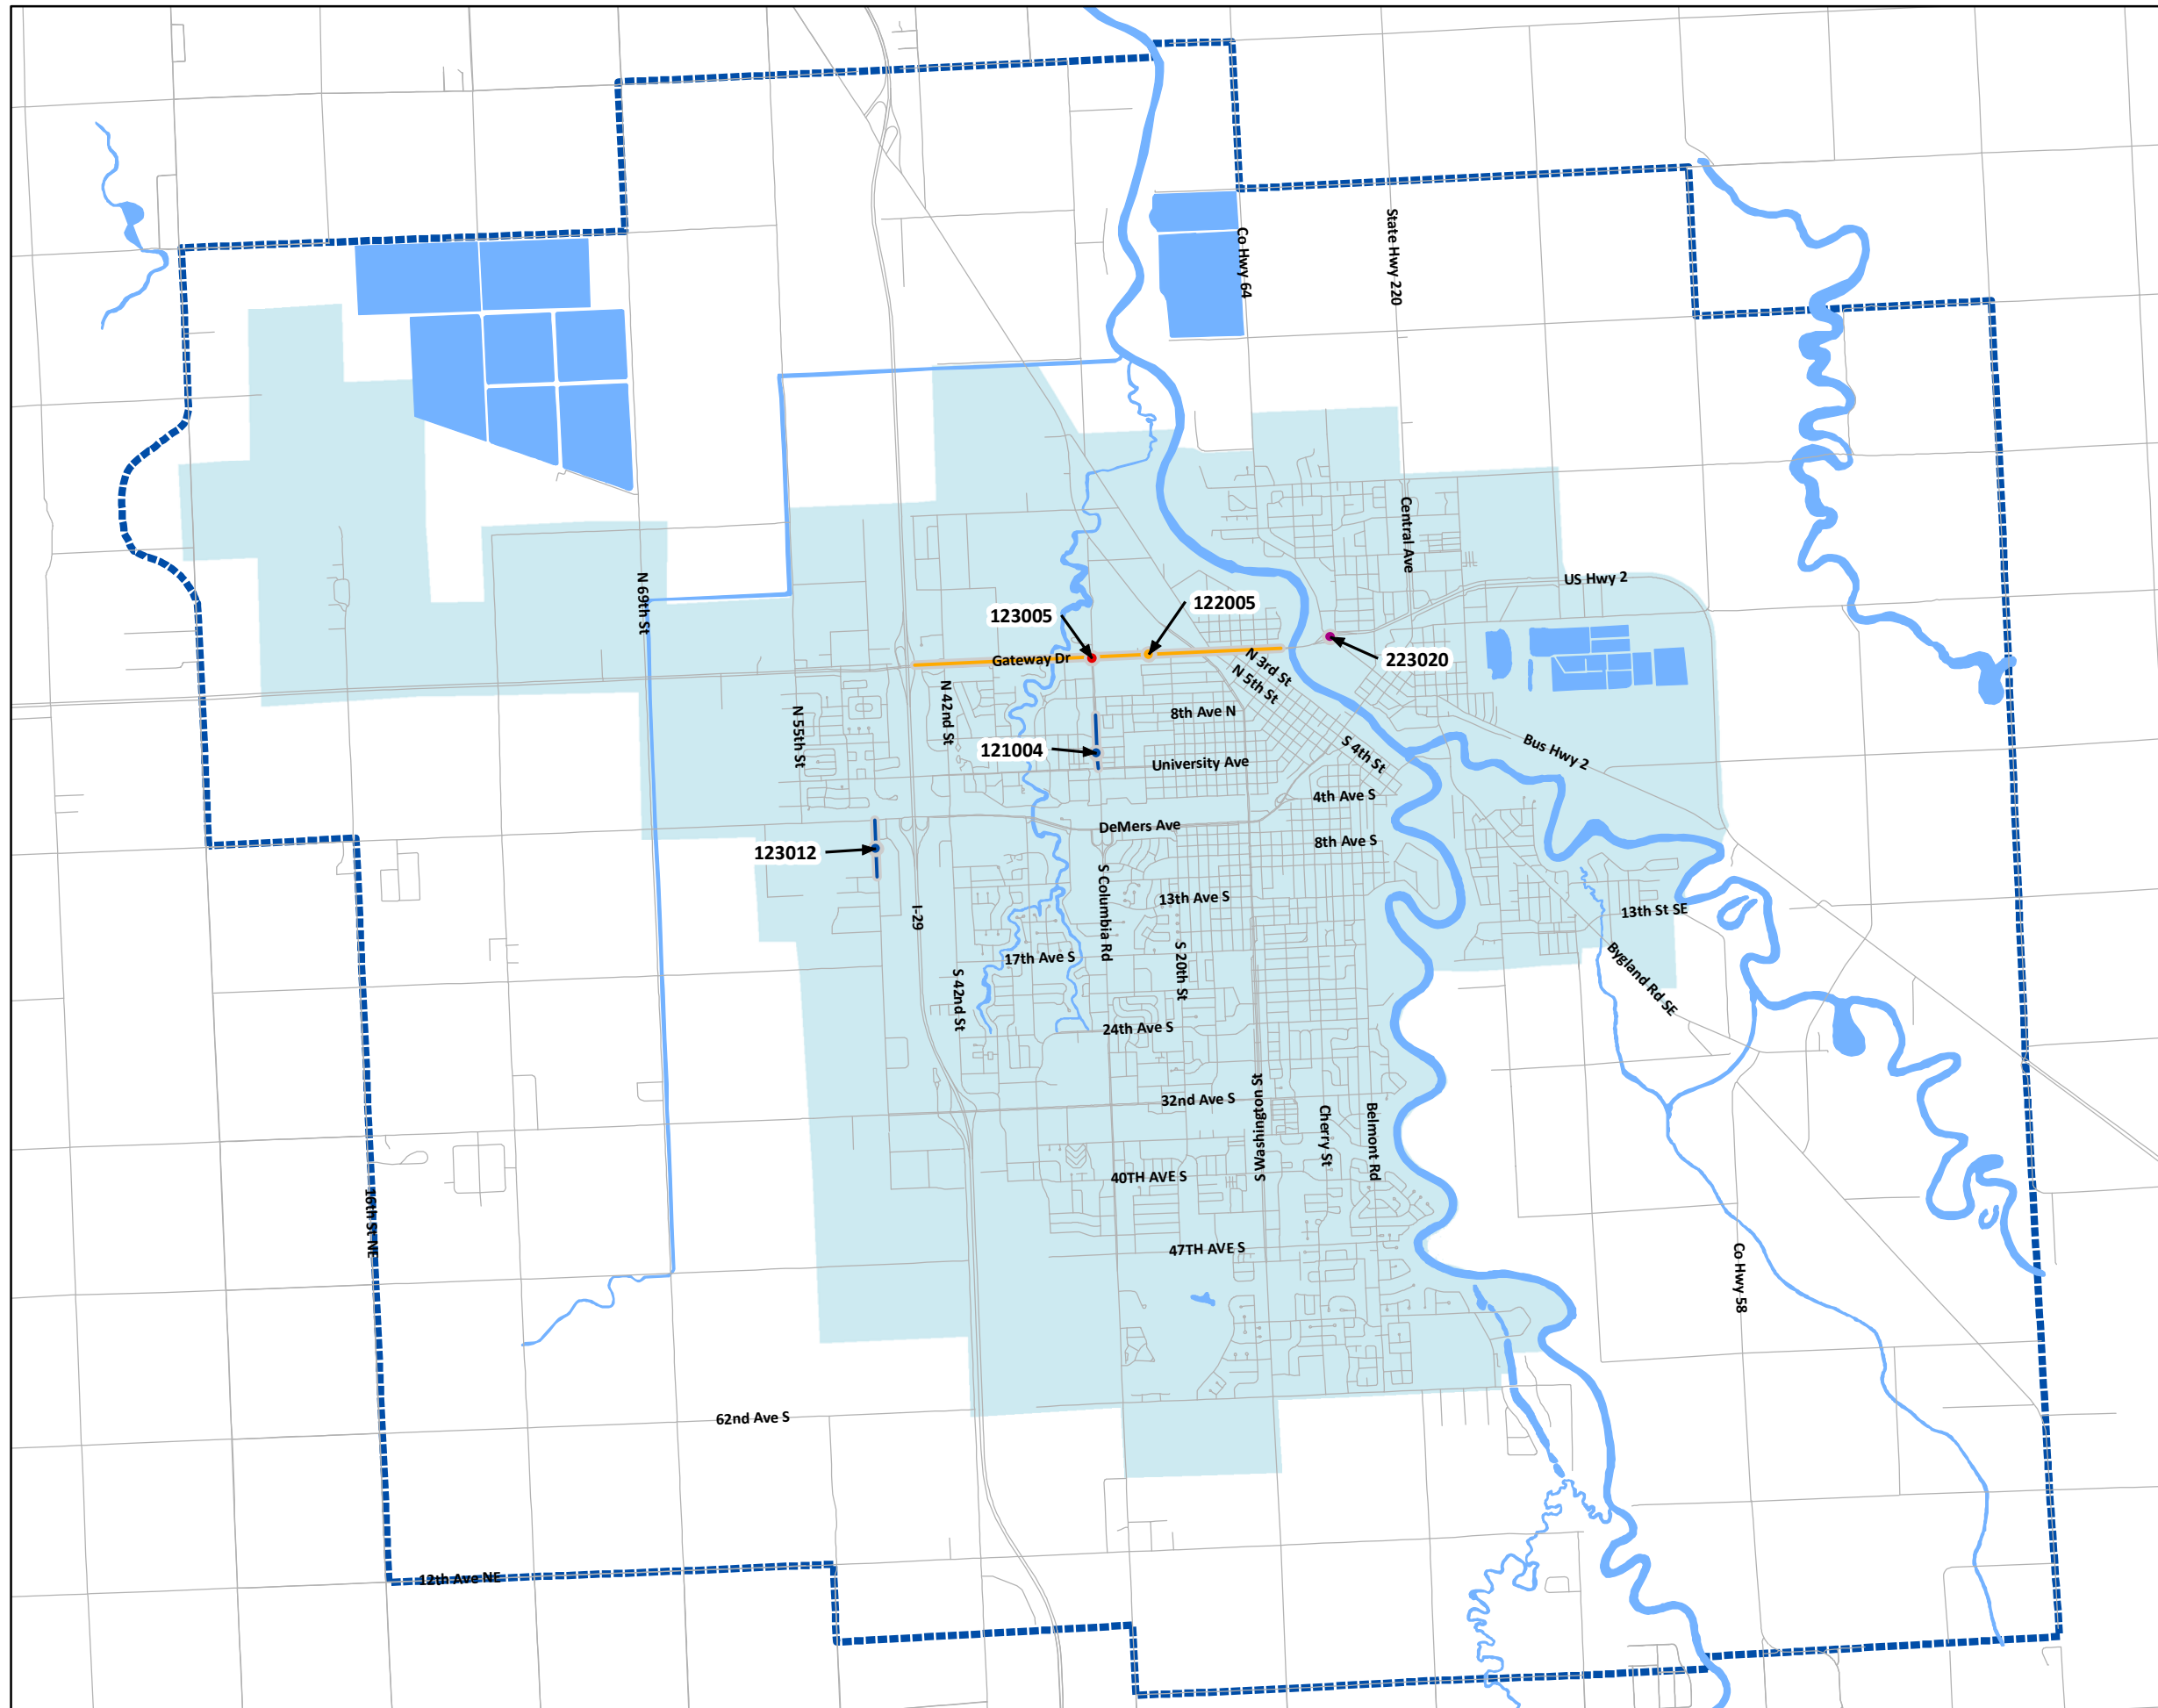 Co Hwy 64
State Hwy 220
Central Ave
US Hwy 2
N 69th St
123005
122005
Gateway Dr
223020
N 3rd St
N 5th St
N 42nd St
N 55th St
8th Ave N
121004
University Ave
S 4th St
Bus Hwy 2
4th Ave S
DeMers Ave
8th Ave S
123012
S Columbia Rd
13th Ave S
I-29
13th St SE
17th Ave S
S 20th St
S 42nd St
Bygland Rd SE
24th Ave S
32nd Ave S
S Washington St
Cherry St
Belmont Rd
40TH AVE S
16th St NE
47TH AVE S
Co Hwy 58
62nd Ave S
12th Ave NE